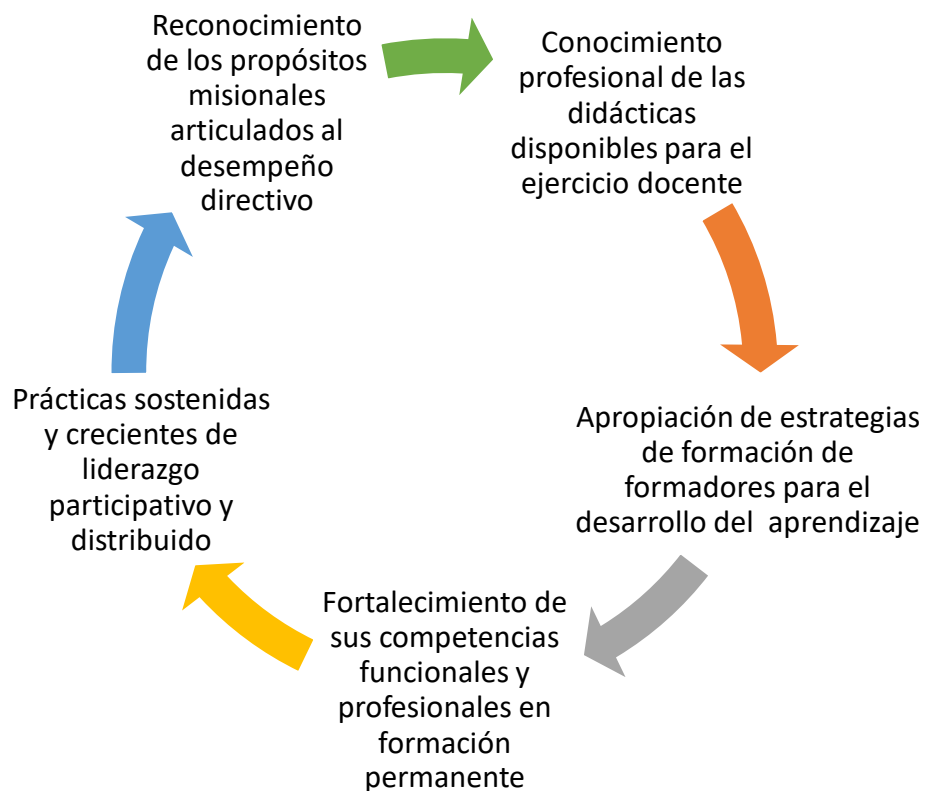 Reconocimiento
de los propósitos
misionales
articulados al
desempeño
directivo
Conocimiento
profesional de las
didácticas
disponibles para el
ejercicio docente
Apropiación de estrategias
de formación de
formadores para el
desarrollo del  aprendizaje
Fortalecimiento de
sus competencias
funcionales y
profesionales en
formación
permanente
Prácticas sostenidas
y crecientes de
liderazgo
participativo y
distribuido